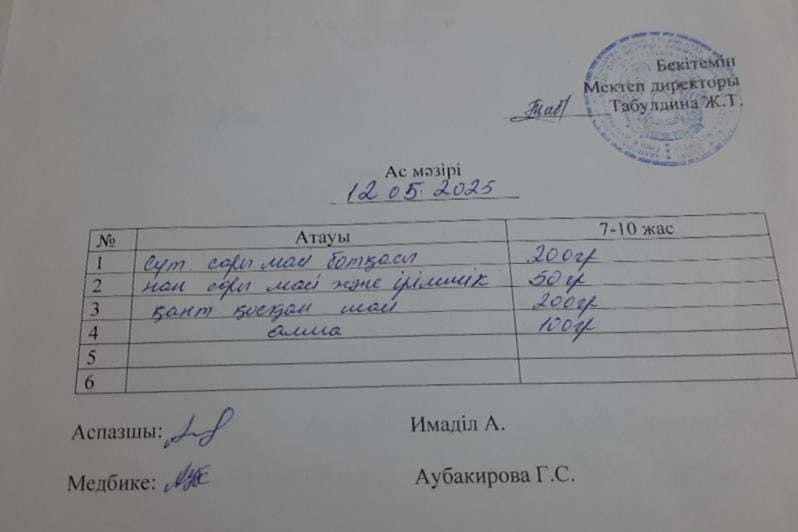 Бекітемін
Мектеп директоры
Табулдина Ж.Т.
Ас мәзірі
12 05. 2025
№ Атауы 7-10 жас
1 сүт. сары май ботқасы 200гр
2 нан сары май және ірімшік 50гр
3 қант қосқан шай 200гр
4 алма 100гр
5
6
Аспазшы: Имаділ А.
Медбике: Аубакирова Г.С.